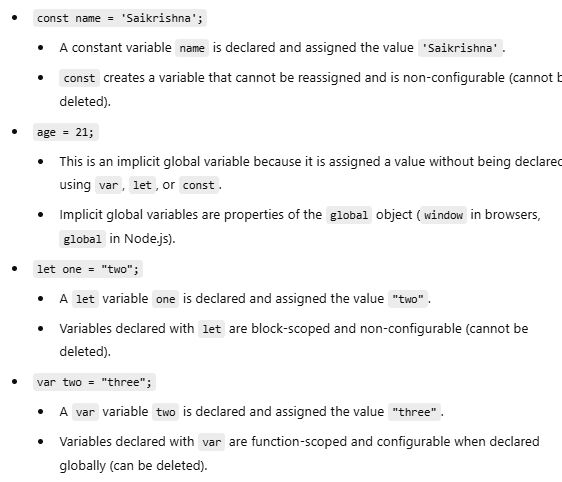 const name = 'Saikrishna';
A constant variable name is declared and assigned the value 'Saikrishna'.
const creates a variable that cannot be reassigned and is non-configurable (cannot b
deleted).
age = 21;
This is an implicit global variable because it is assigned a value without being declared
using var, let, or const.
Implicit global variables are properties of the global object (window in browsers,
global in Node.js).
let one = "two";
A let variable one is declared and assigned the value "two".
Variables declared with let are block-scoped and non-configurable (cannot be
deleted).
var two = "three";
A var variable two is declared and assigned the value "three".
Variables declared with var are function-scoped and configurable when declared
globally (can be deleted).